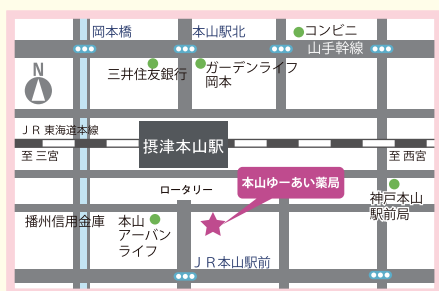 岡本橋
本山駅北
コンビニ
山手幹線
N
三井住友銀行
ガーデンライフ
岡本
JR東海道本線
摂津本山駅
至 三宮
至 西宮
本山ゆーあい薬局
ロータリー
神戸本山
駅前局
播州信用金庫
本山
アーバン
ライフ
JR本山駅前